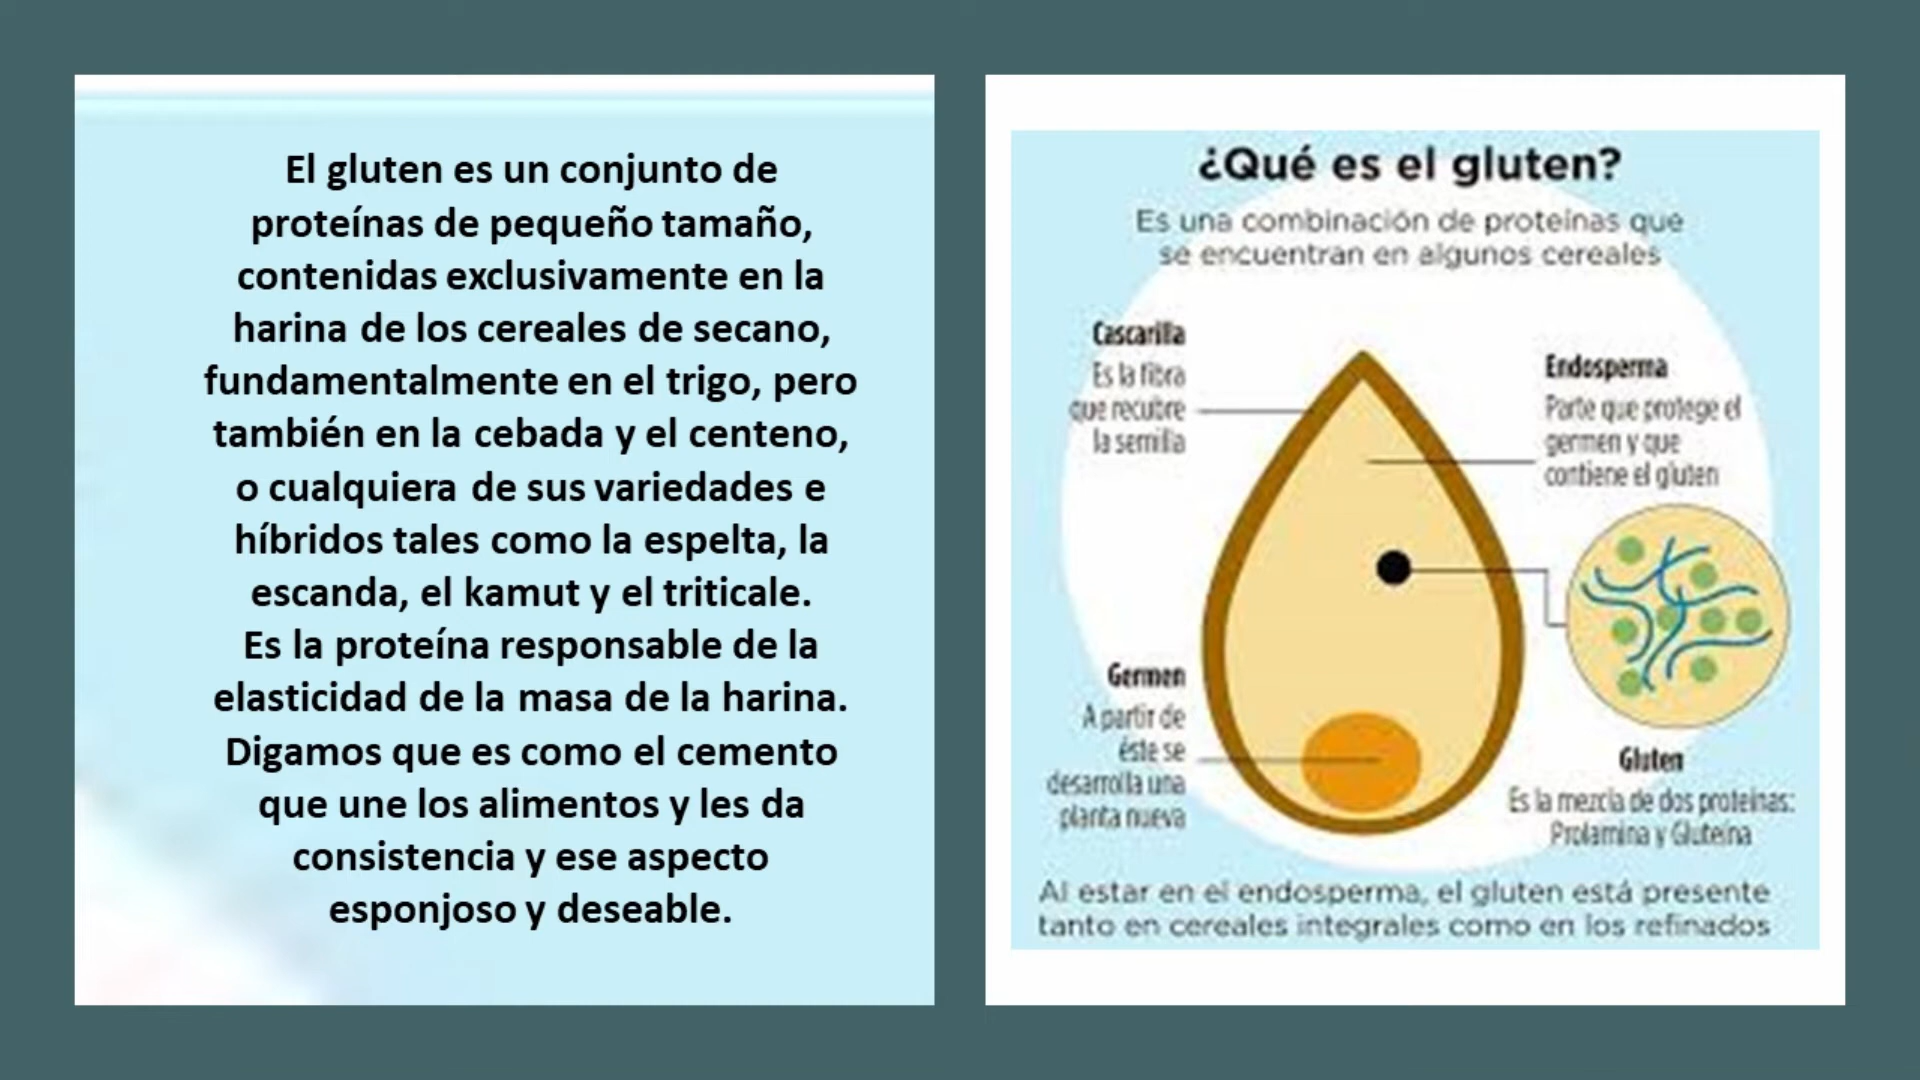 El gluten es un conjunto de
proteínas de pequeño tamaño,
contenidas exclusivamente en la
harina de los cereales de secano,
fundamentalmente en el trigo, pero
también en la cebada y el centeno,
o cualquiera de sus variedades e
híbridos tales como la espelta, la
escanda, el kamut y el triticale.
Es la proteína responsable de la
elasticidad de la masa de la harina.
Digamos que es como el cemento
que une los alimentos y les da
consistencia y ese aspecto
esponjoso y deseable.
¿Qué es el gluten?
Es una combinación de proteínas que
se encuentran en algunos cereales
Cascarilla
Es la fibra
que recubre
la semilla
Endosperma
Parte que protege el
germen y que
contiene el gluten
Germen
A partir de
éste se
desarrolla una
planta nueva
Gluten
Es la mezcla de dos proteínas:
Prolamina y Gluteína
Al estar en el endosperma, el gluten está presente
tanto en cereales integrales como en los refinados